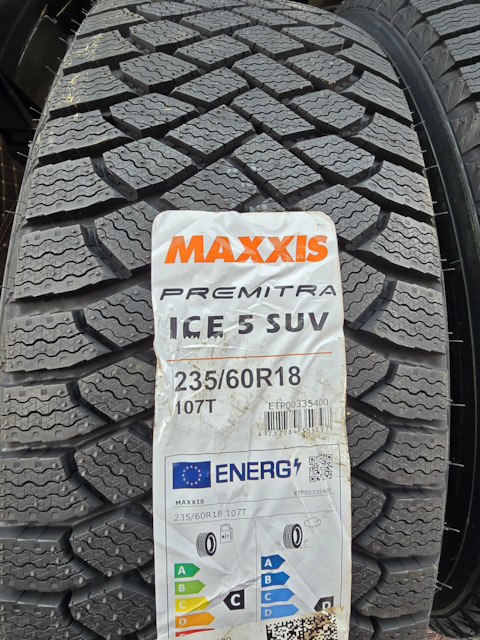 MAXXIS
PREMITRA
ICE 5 SUV
235/60R18
107T
ETP00335400
ENERG
MAXXIS
235/60R18 107T
A
B
C
D
C
A
B
C
D
D